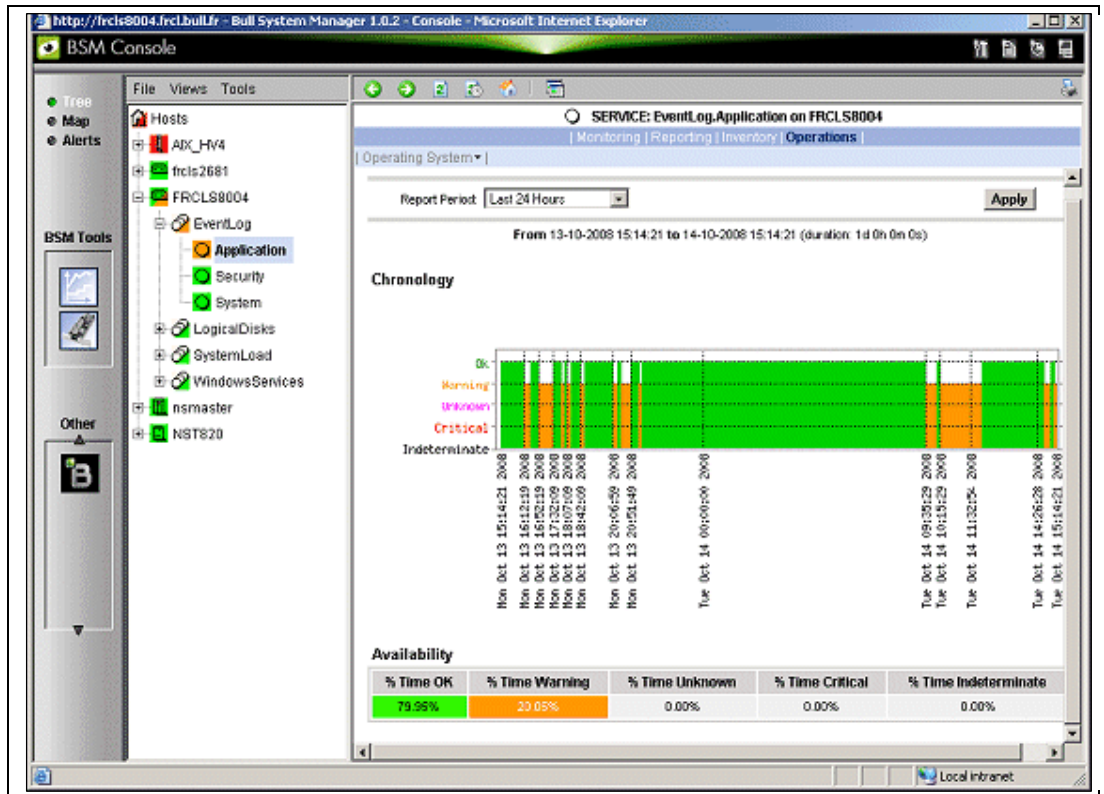 http://frcls8004.frcl.bull.fr - Bull System Manager 1.0.2 - Console - Microsoft Internet Explorer
BSM Console
Tree
Map
Alerts
BSM Tools
Other
B
File Views Tools
Hosts
AIX_HV4
frcls2681
FRCLS8004
EventLog
Application
Security
System
LogicalDisks
SystemLoad
WindowsServices
nsmaster
NST820
SERVICE: EventLog.Application on FRCLS8004
| Monitoring | Reporting | Inventory | Operations |
| Operating System |
Report Period: Last 24 Hours Apply
From 13-10-2008 15:14:21 to 14-10-2008 15:14:21 (duration: 1d 0h 0m 0s)
Chronology
Ok
Warning
Unknown
Critical
Indeterminate
Mon Oct 13 15:14:21 2008
Mon Oct 13 16:12:19 2008
Mon Oct 13 16:52:19 2008
Mon Oct 13 17:32:09 2008
Mon Oct 13 18:07:09 2008
Mon Oct 13 18:42:09 2008
Mon Oct 13 20:06:59 2008
Mon Oct 13 20:51:49 2008
Tue Oct 14 00:00:00 2008
Tue Oct 14 09:35:29 2008
Tue Oct 14 10:15:29 2008
Tue Oct 14 11:32:54 2008
Tue Oct 14 14:26:28 2008
Tue Oct 14 15:14:21 2008
Availability
% Time OK % Time Warning % Time Unknown % Time Critical % Time Indeterminate
79.95% 20.05% 0.00% 0.00% 0.00%
Local intranet